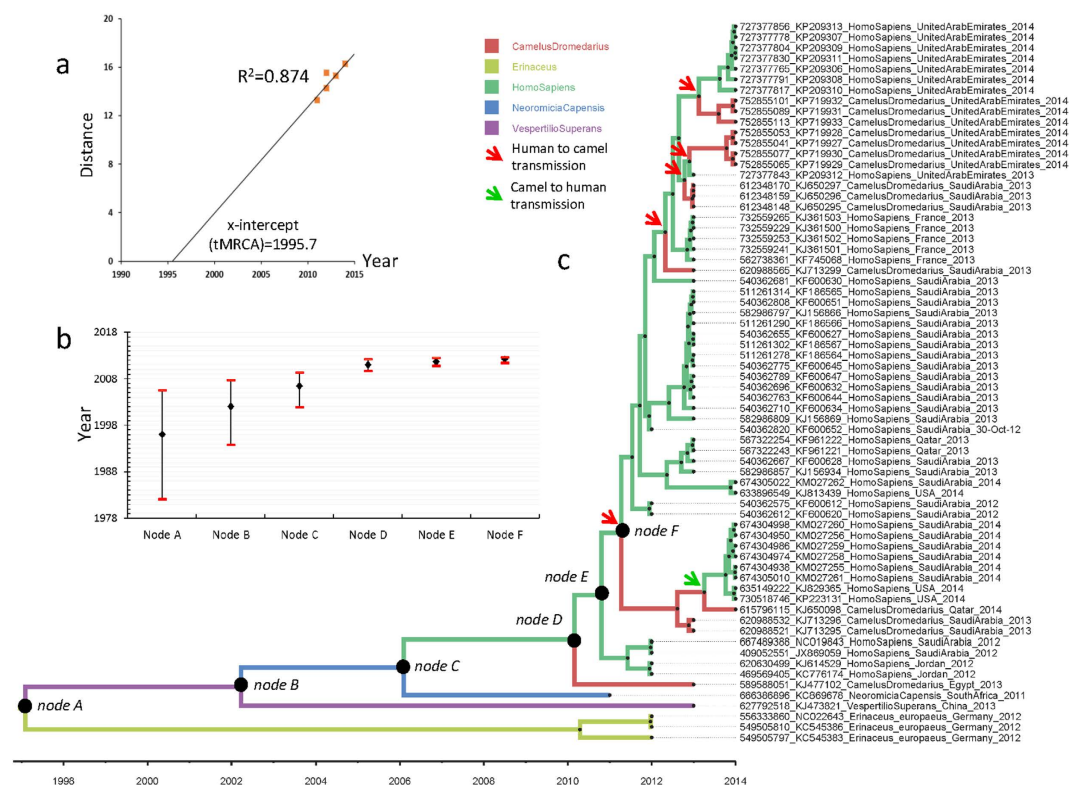 a
20
16
12
8
4
0
Distance
R²=0.874
x-intercept
(tMRCA)=1995.7
1990
1995
2000
2005
2010
2015
Year
b
2018
2008
1998
1988
1978
Year
Node A
Node B
Node C
Node D
Node E
Node F
CamelusDromedarius
Erinaceus
HomoSapiens
NeoromiciaCapensis
VespertilioSuperans
Human to camel
transmission
Camel to human
transmission
c
727377856_KP209313_HomoSapiens_UnitedArabEmirates_2014
727377778_KP209307_HomoSapiens_UnitedArabEmirates_2014
727377804_KP209309_HomoSapiens_UnitedArabEmirates_2014
727377830_KP209311_HomoSapiens_UnitedArabEmirates_2014
727377765_KP209306_HomoSapiens_UnitedArabEmirates_2014
727377791_KP209308_HomoSapiens_UnitedArabEmirates_2014
727377817_KP209310_HomoSapiens_UnitedArabEmirates_2014
752855101_KP719932_CamelusDromedarius_UnitedArabEmirates_2014
752855089_KP719931_CamelusDromedarius_UnitedArabEmirates_2014
752855113_KP719933_CamelusDromedarius_UnitedArabEmirates_2014
752855053_KP719928_CamelusDromedarius_UnitedArabEmirates_2014
752855041_KP719927_CamelusDromedarius_UnitedArabEmirates_2014
752855077_KP719930_CamelusDromedarius_UnitedArabEmirates_2014
752855065_KP719929_CamelusDromedarius_UnitedArabEmirates_2014
727377843_KP209312_HomoSapiens_UnitedArabEmirates_2013
612348170_KJ650297_CamelusDromedarius_SaudiArabia_2013
612348159_KJ650296_CamelusDromedarius_SaudiArabia_2013
612348148_KJ650295_CamelusDromedarius_SaudiArabia_2013
732559265_KJ361503_HomoSapiens_France_2013
732559229_KJ361500_HomoSapiens_France_2013
732559253_KJ361502_HomoSapiens_France_2013
732559241_KJ361501_HomoSapiens_France_2013
562738361_KF745068_HomoSapiens_France_2013
620988565_KJ713299_CamelusDromedarius_SaudiArabia_2013
540362681_KF600630_HomoSapiens_SaudiArabia_2013
511261314_KF186565_HomoSapiens_SaudiArabia_2013
540362808_KF600651_HomoSapiens_SaudiArabia_2013
582986797_KJ156866_HomoSapiens_SaudiArabia_2013
511261290_KF186566_HomoSapiens_SaudiArabia_2013
540362655_KF600627_HomoSapiens_SaudiArabia_2013
511261302_KF186567_HomoSapiens_SaudiArabia_2013
511261278_KF186564_HomoSapiens_SaudiArabia_2013
540362775_KF600645_HomoSapiens_SaudiArabia_2013
540362789_KF600647_HomoSapiens_SaudiArabia_2013
540362696_KF600632_HomoSapiens_SaudiArabia_2013
540362763_KF600644_HomoSapiens_SaudiArabia_2013
540362710_KF600634_HomoSapiens_SaudiArabia_2013
582986809_KJ156869_HomoSapiens_SaudiArabia_2013
540362820_KF600652_HomoSapiens_SaudiArabia_30-Oct-12
567322254_KF961222_HomoSapiens_Qatar_2013
567322243_KF961221_HomoSapiens_Qatar_2013
540362667_KF600628_HomoSapiens_SaudiArabia_2013
582986857_KJ156934_HomoSapiens_SaudiArabia_2013
674305022_KM027262_HomoSapiens_SaudiArabia_2014
633896549_KJ813439_HomoSapiens_USA_2014
540362575_KF600612_HomoSapiens_SaudiArabia_2012
540362612_KF600620_HomoSapiens_SaudiArabia_2012
674304998_KM027260_HomoSapiens_SaudiArabia_2014
674304950_KM027256_HomoSapiens_SaudiArabia_2014
674304986_KM027259_HomoSapiens_SaudiArabia_2014
674304974_KM027258_HomoSapiens_SaudiArabia_2014
674304938_KM027255_HomoSapiens_SaudiArabia_2014
674305010_KM027261_HomoSapiens_SaudiArabia_2014
635149222_KJ829365_HomoSapiens_USA_2014
730518746_KP223131_HomoSapiens_USA_2014
615796115_KJ650098_CamelusDromedarius_Qatar_2014
620988532_KJ713296_CamelusDromedarius_SaudiArabia_2013
620988521_KJ713295_CamelusDromedarius_SaudiArabia_2013
667489388_NC019843_HomoSapiens_SaudiArabia_2012
409052551_JX869059_HomoSapiens_SaudiArabia_2012
620630499_KJ614529_HomoSapiens_Jordan_2012
469569405_KC776174_HomoSapiens_Jordan_2012
589588051_KJ477102_CamelusDromedarius_Egypt_2013
666386896_KC869678_NeoromiciaCapensis_SouthAfrica_2011
627792518_KJ473821_VespertilioSuperans_China_2013
556333860_NC022643_Erinaceus_europaeus_Germany_2012
549505810_KC545386_Erinaceus_europaeus_Germany_2012
549505797_KC545383_Erinaceus_europaeus_Germany_2012
node F
node E
node D
node C
node B
node A
1998
2000
2002
2004
2006
2008
2010
2012
2014